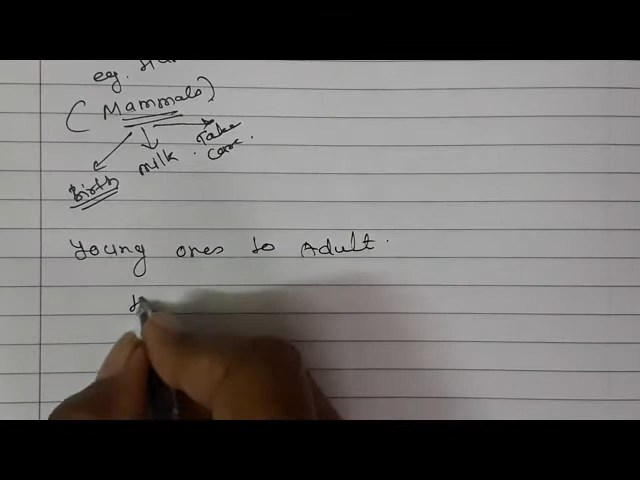 eg.
(Mammals)
Birth milk. Take care.
Young ones to Adult.